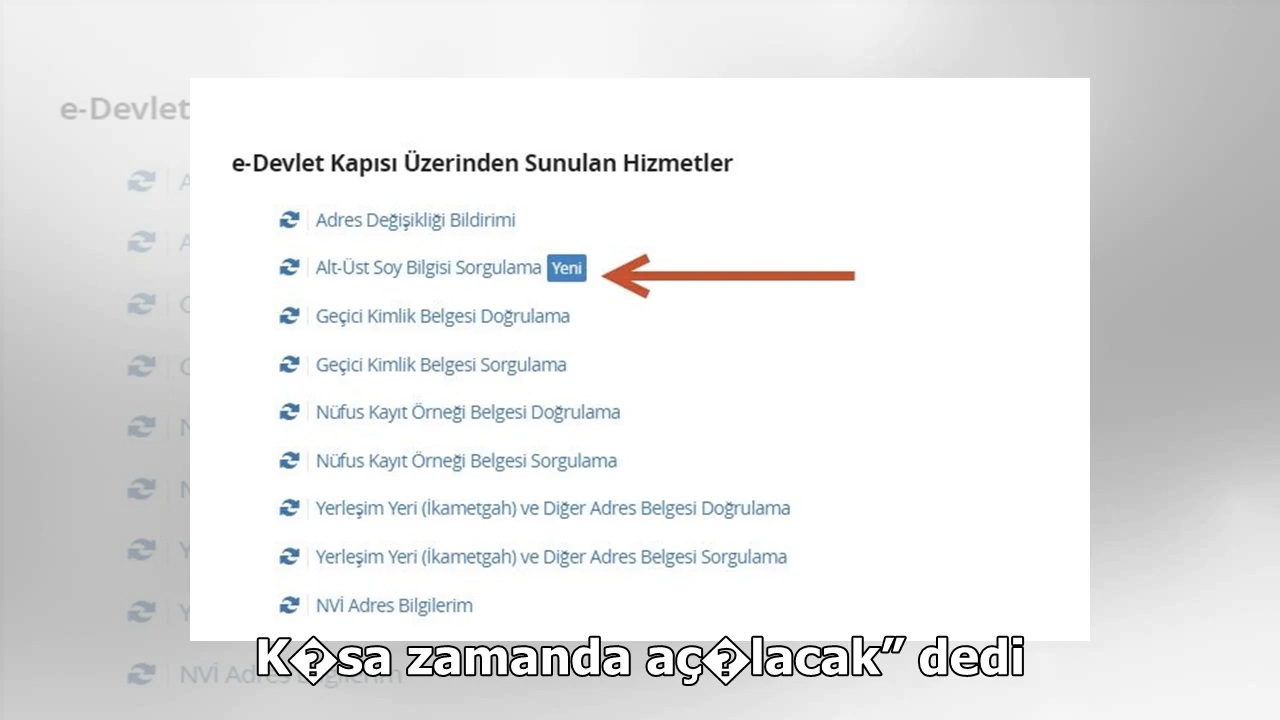 e-Devlet
e-Devlet Kapısı Üzerinden Sunulan Hizmetler
Adres Değişikliği Bildirimi
Alt-Üst Soy Bilgisi Sorgulama Yeni
Geçici Kimlik Belgesi Doğrulama
Geçici Kimlik Belgesi Sorgulama
Nüfus Kayıt Örneği Belgesi Doğrulama
Nüfus Kayıt Örneği Belgesi Sorgulama
Yerleşim Yeri (İkametgah) ve Diğer Adres Belgesi Doğrulama
Yerleşim Yeri (İkametgah) ve Diğer Adres Belgesi Sorgulama
NVİ Adres Bilgilerim
K�sa zamanda aç�lacak” dedi
NVİ Adres Bilgilerim